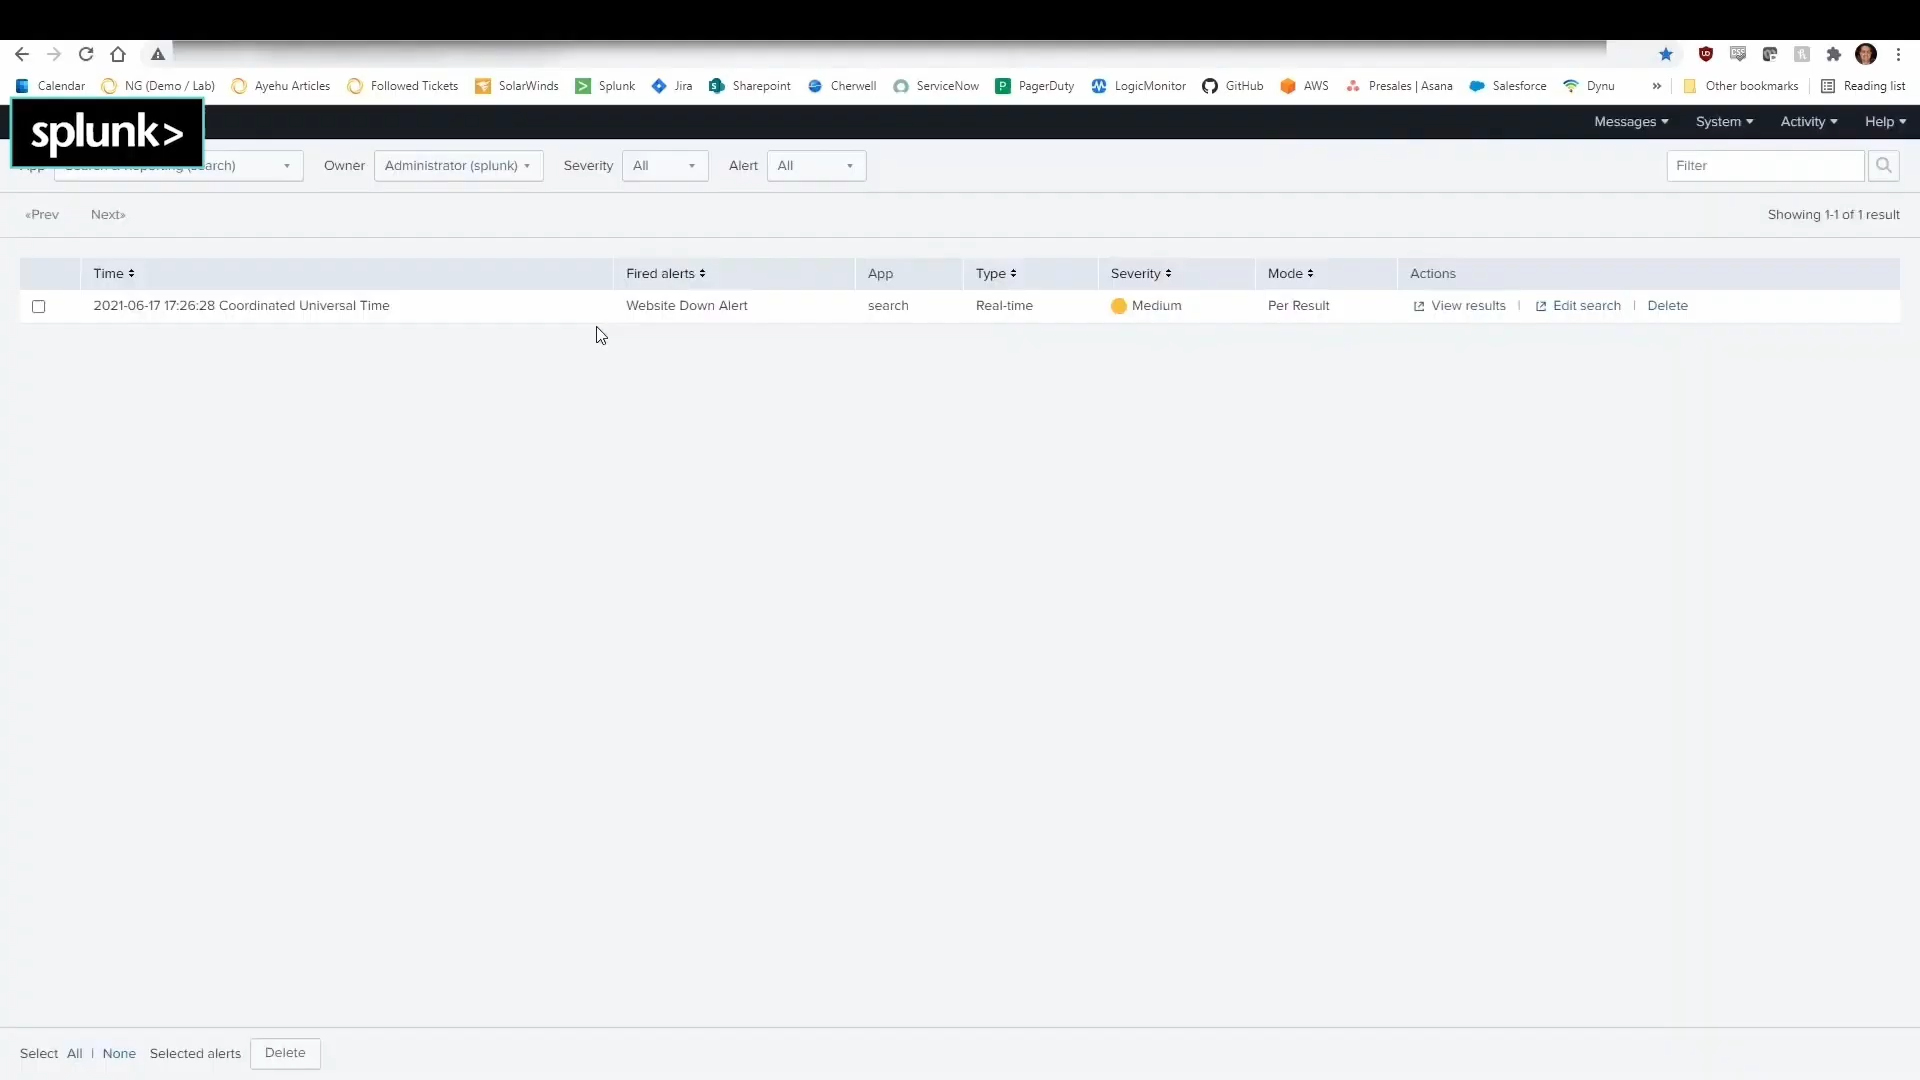 Calendar NG (Demo / Lab) Ayehu Articles Followed Tickets SolarWinds Splunk Jira Sharepoint Cherwell ServiceNow PagerDuty LogicMonitor GitHub AWS Presales | Asana Salesforce Dynu » Other bookmarks Reading list
splunk> Messages System Activity Help
Owner Administrator (splunk) Severity All Alert All Filter
«Prev Next» Showing 1-1 of 1 result
Time Fired alerts App Type Severity Mode Actions
2021-06-17 17:26:28 Coordinated Universal Time Website Down Alert search Real-time Medium Per Result View results | Edit search | Delete
Select All | None Selected alerts Delete